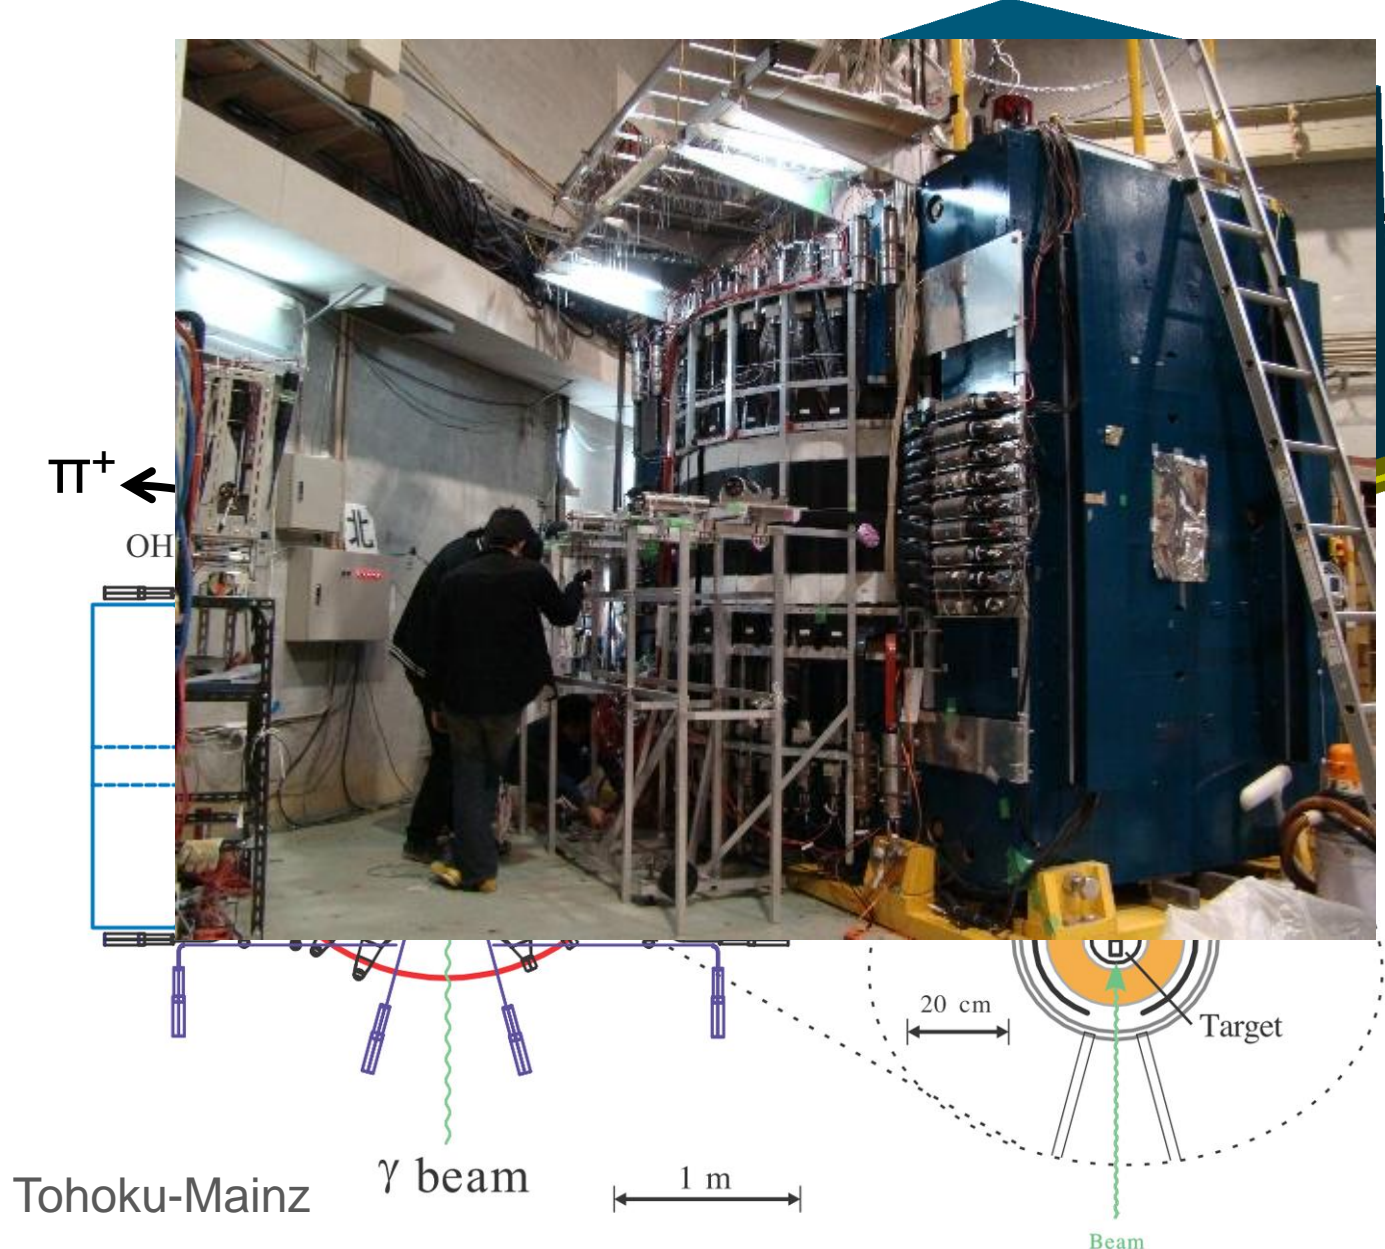 π⁺
OH
北
20 cm
Target
γ beam
1 m
Tohoku-Mainz
Beam